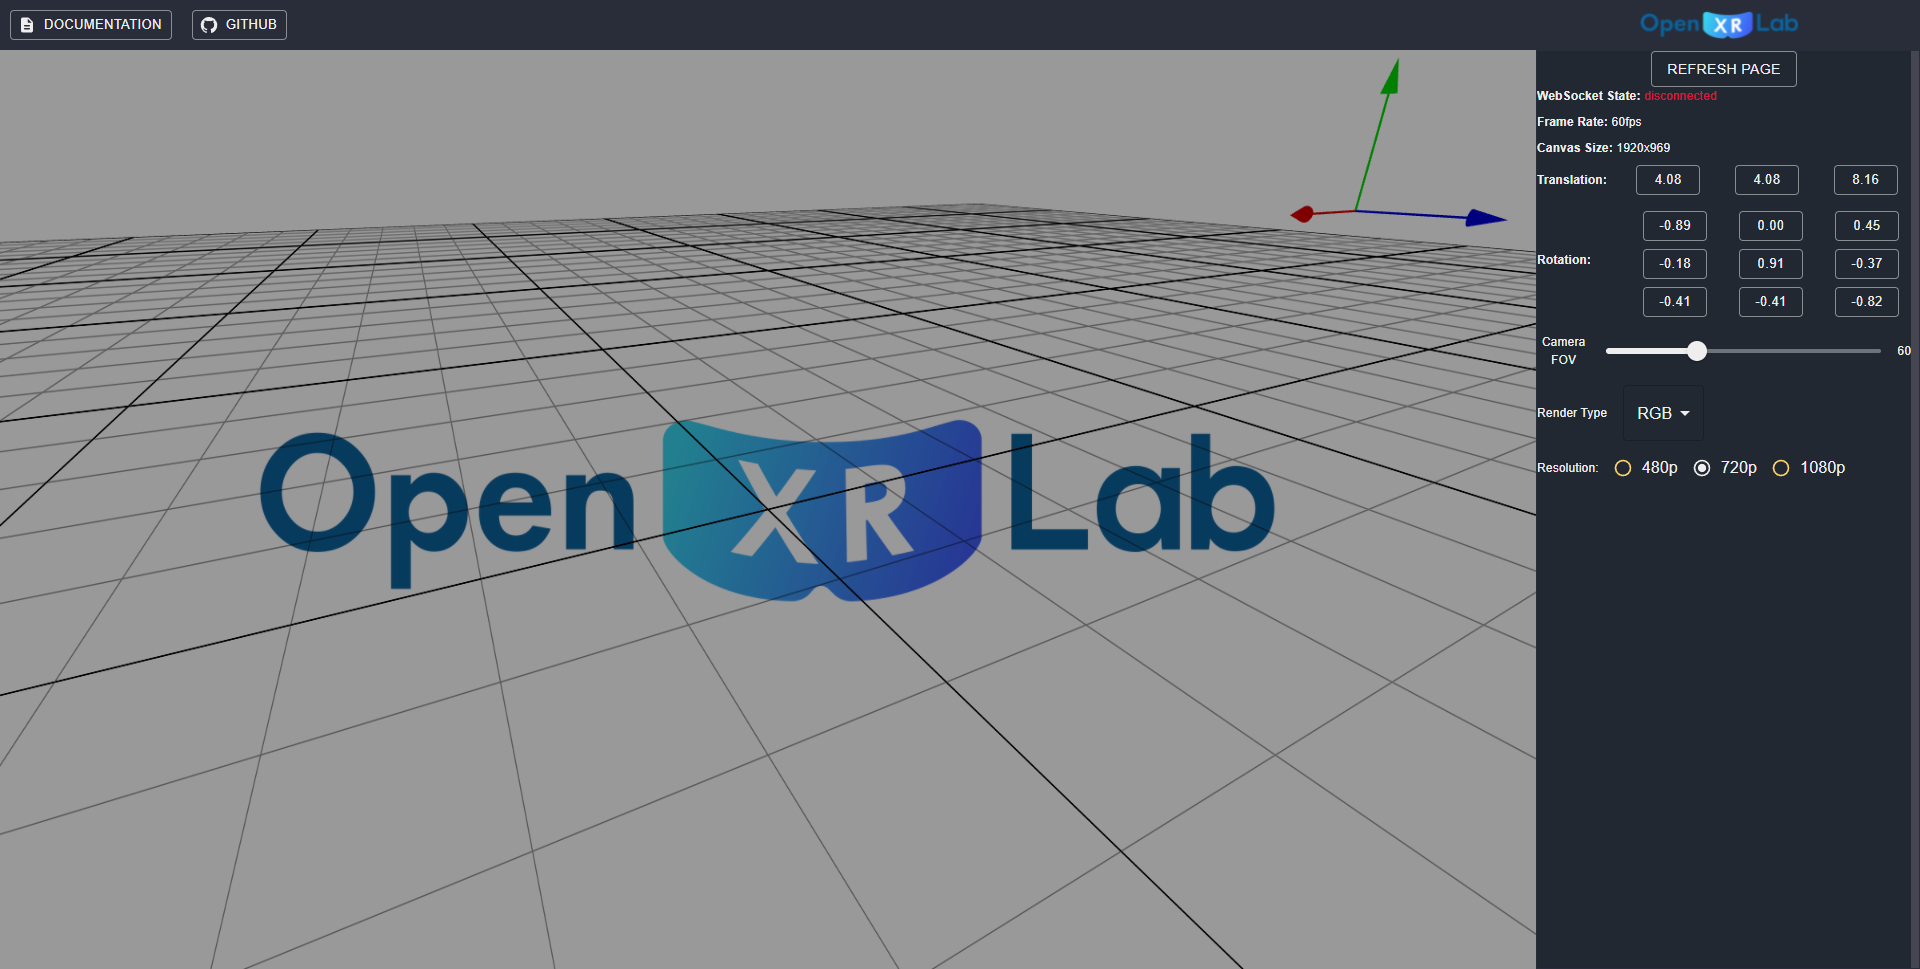 DOCUMENTATION
GITHUB
Open XR Lab
REFRESH PAGE
WebSocket State: disconnected
Frame Rate: 60fps
Canvas Size: 1920x969
Translation: 4.08 4.08 8.16
-0.89 0.00 0.45
Rotation: -0.18 0.91 -0.37
-0.41 -0.41 -0.82
Camera
FOV
60
Render Type RGB
Resolution: 480p 720p 1080p
Open XR Lab